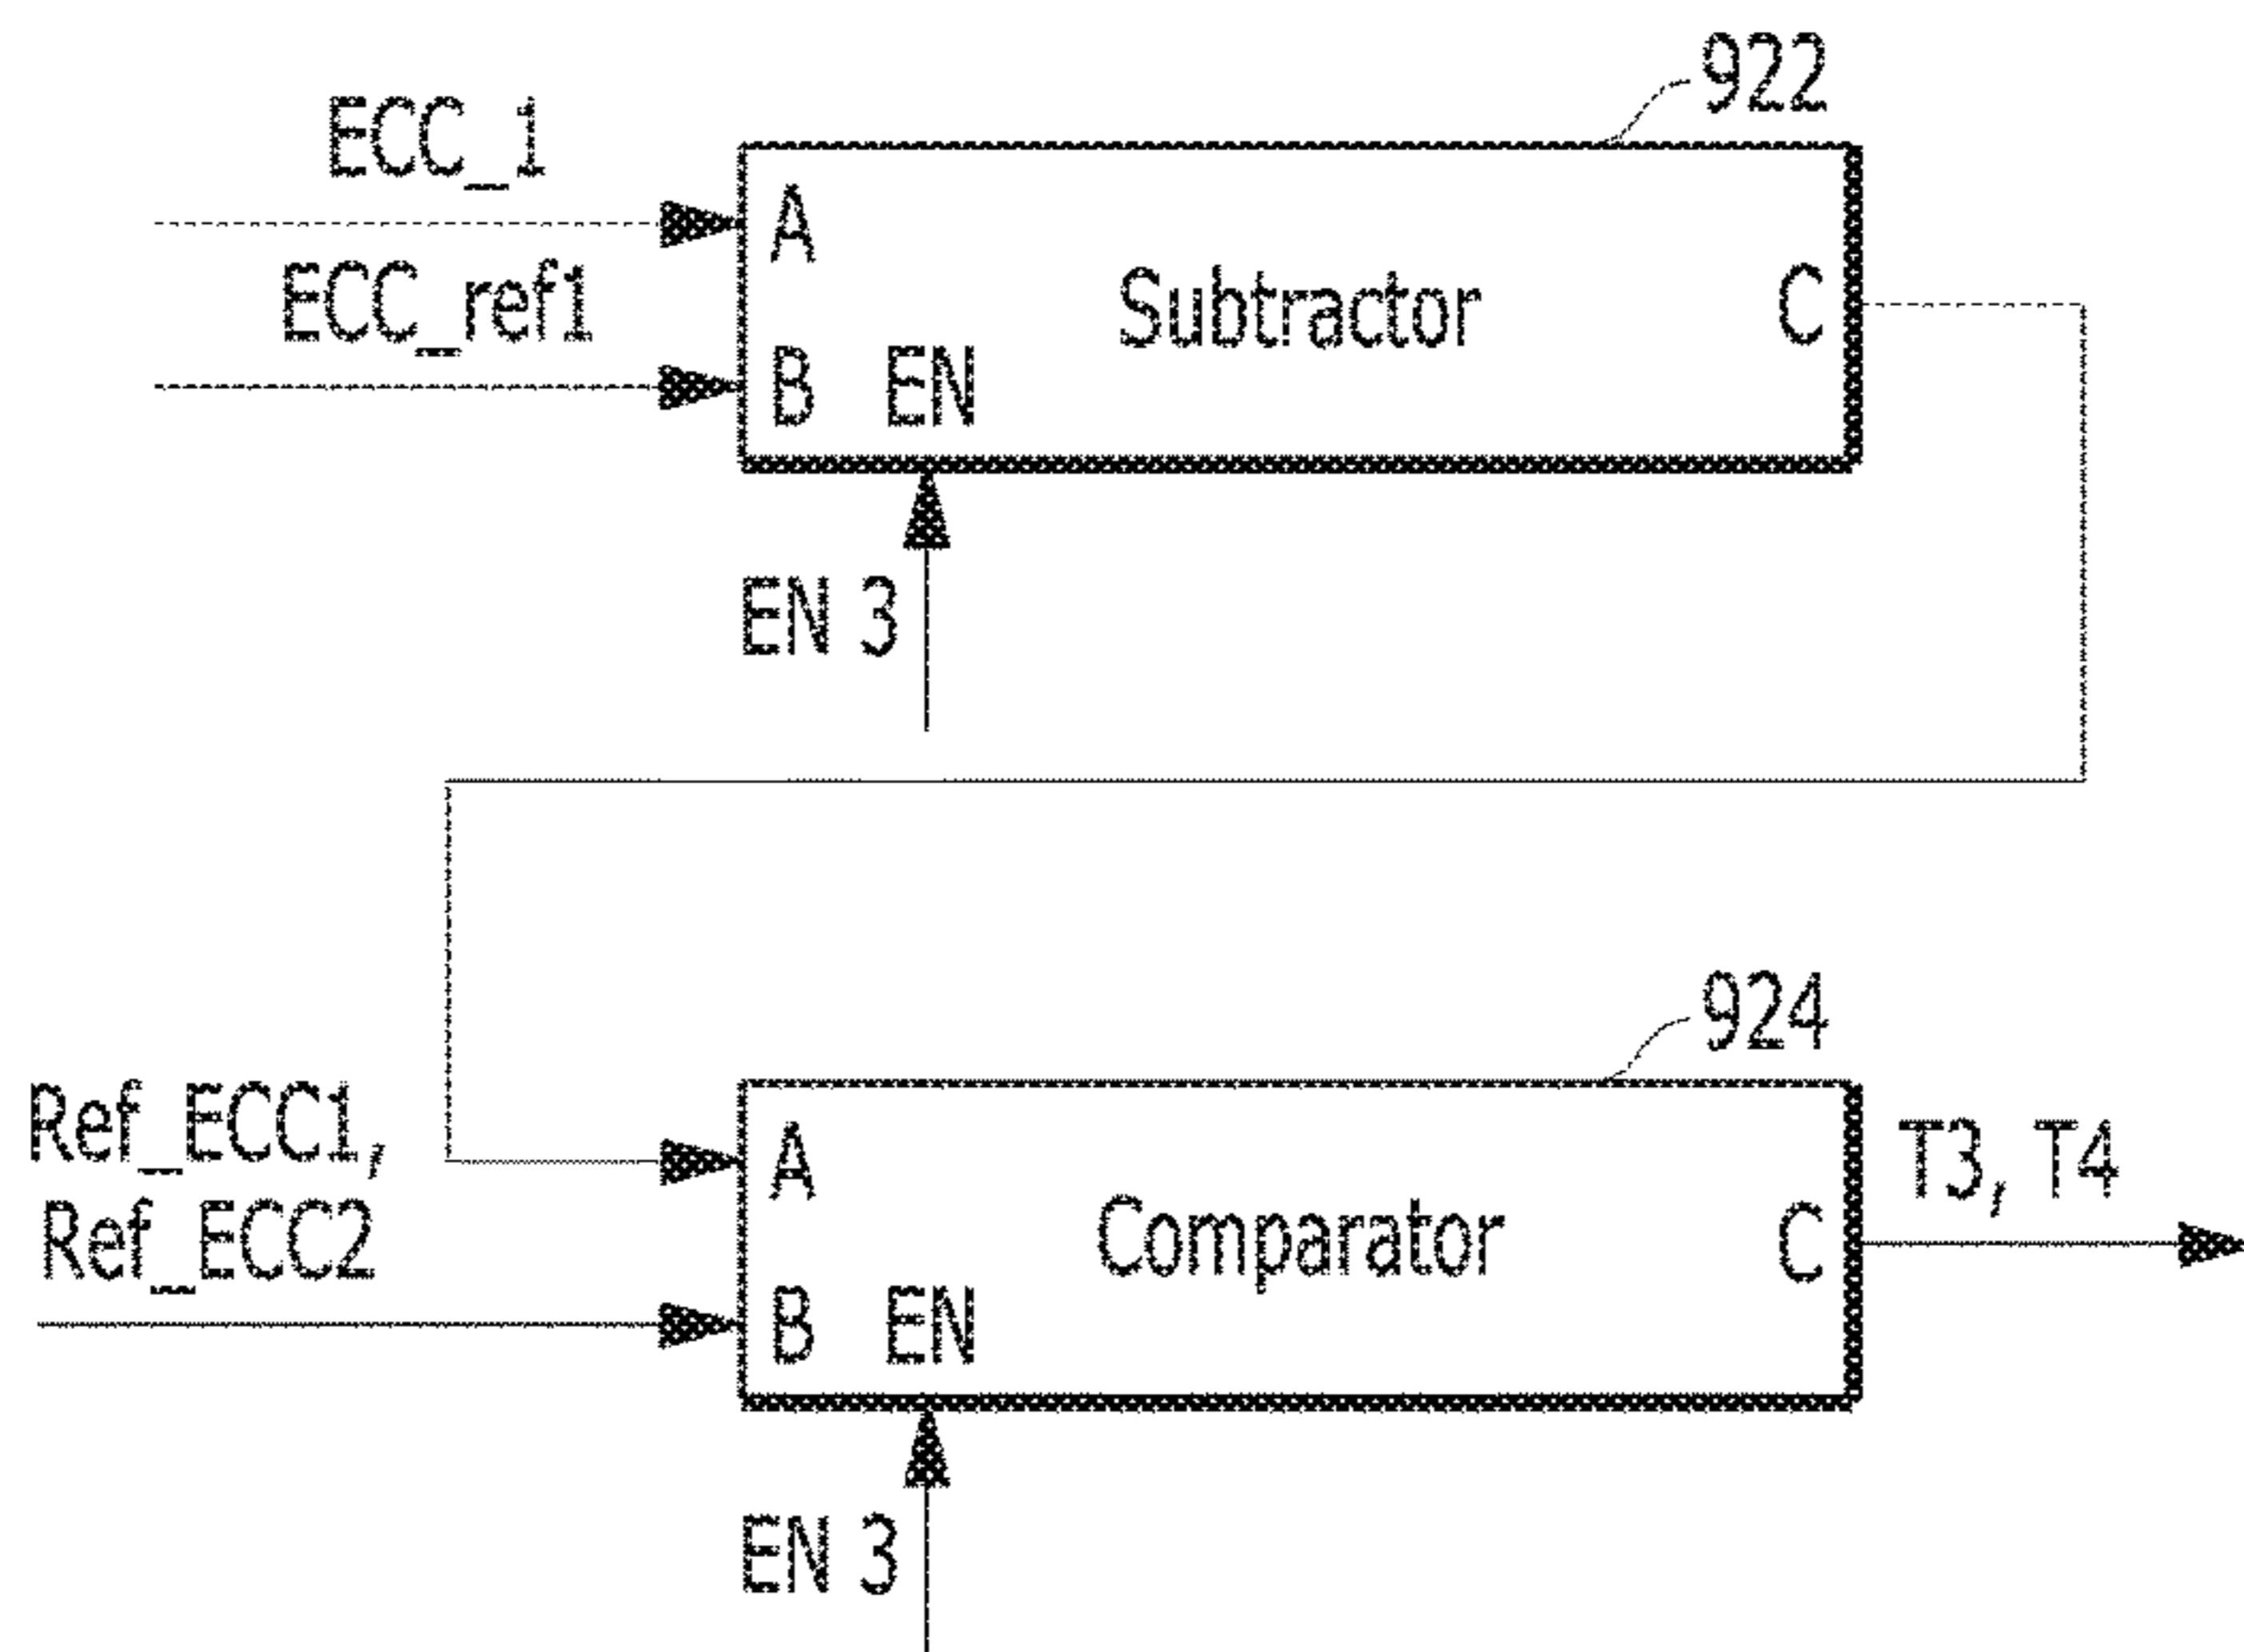 922
ECC_1
A
ECC_ref1
Subtractor
C
B EN
EN 3
924
Ref_ECC1,
A
T3, T4
Ref_ECC2
Comparator
C
B EN
EN 3